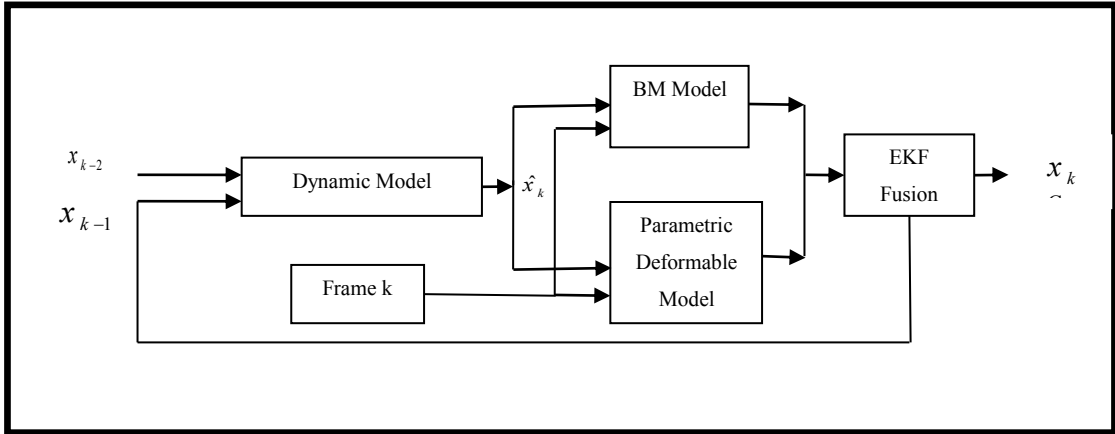 BM Model
x_{k-2}
Dynamic Model
x̂_k
EKF
Fusion
x_k
x_{k-1}
Parametric
Deformable
Model
Frame k